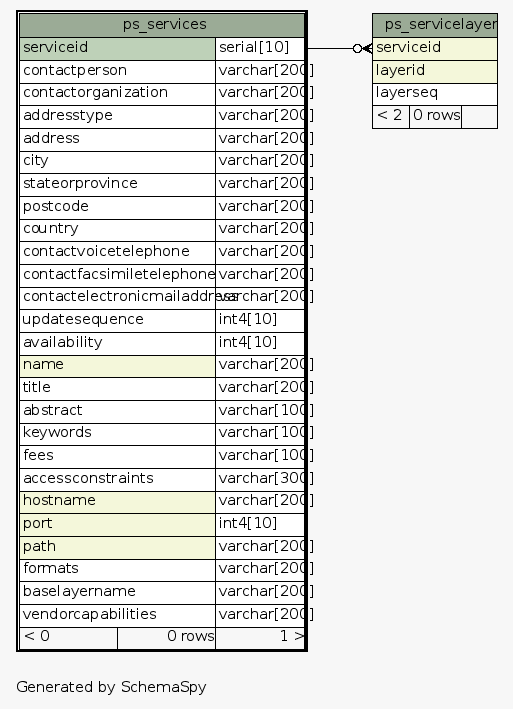 ps_services
serviceid serial[10]
contactperson varchar[200]
contactorganization varchar[200]
addresstype varchar[200]
address varchar[200]
city varchar[200]
stateorprovince varchar[200]
postcode varchar[200]
country varchar[200]
contactvoicetelephone varchar[200]
contactfacsimiletelephone varchar[200]
contactelectronicmailaddress varchar[200]
updatesequence int4[10]
availability int4[10]
name varchar[200]
title varchar[200]
abstract varchar[100]
keywords varchar[100]
fees varchar[100]
accessconstraints varchar[300]
hostname varchar[200]
port int4[10]
path varchar[200]
formats varchar[200]
baselayername varchar[200]
vendorcapabilities varchar[200]
< 0 0 rows 1 >
ps_servicelayer
serviceid
layerid
layerseq
< 2 0 rows
Generated by SchemaSpy